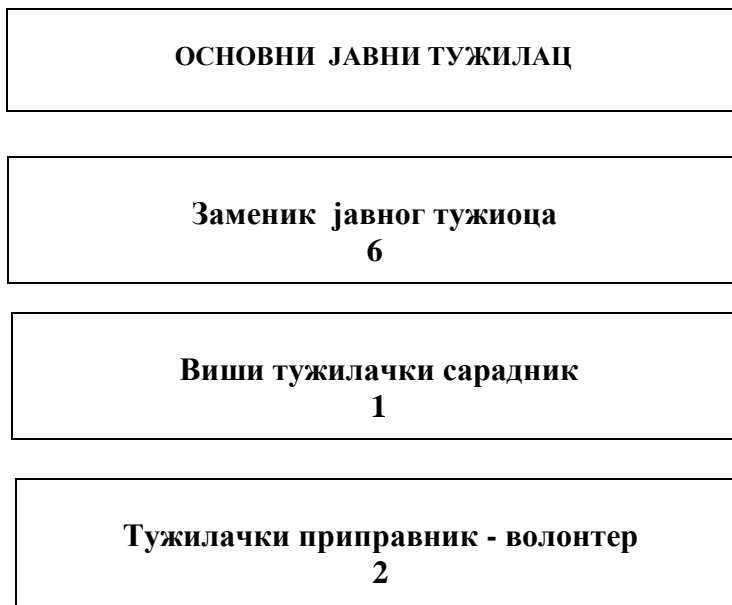 ОСНОВНИ ЈАВНИ ТУЖИЛАЦ
Заменик јавног тужиоца
6
Виши тужилачки сарадник
1
Тужилачки приправник - волонтер
2